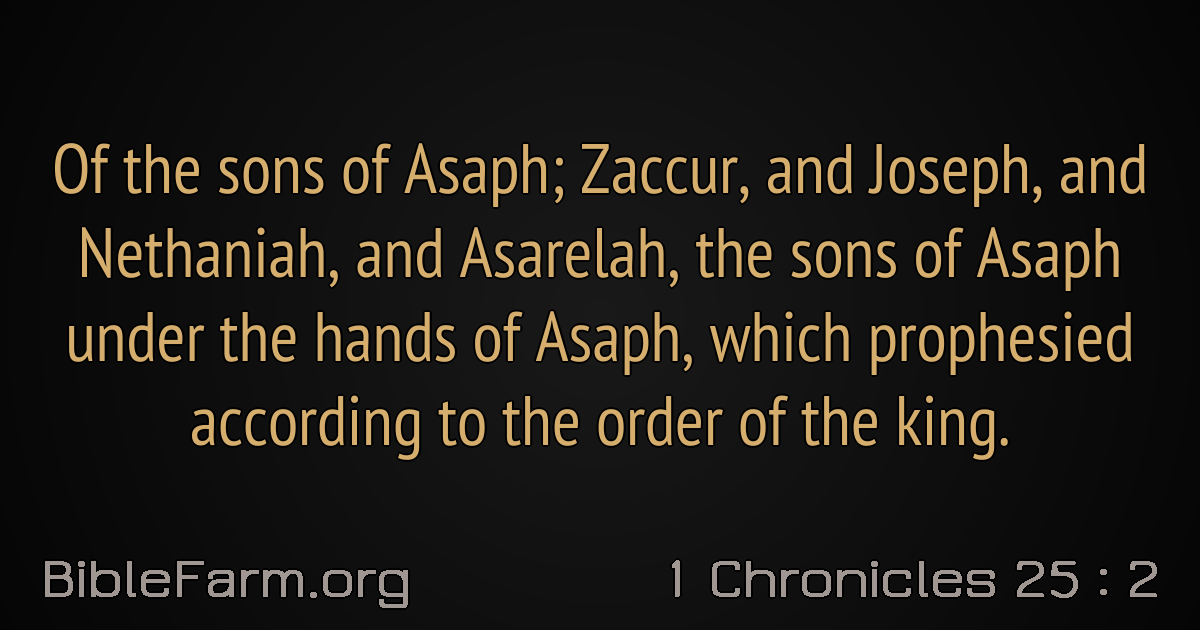 Of the sons of Asaph; Zaccur, and Joseph, and
Nethaniah, and Asarelah, the sons of Asaph
under the hands of Asaph, which prophesied
according to the order of the king.
BibleFarm.org
1 Chronicles 25 : 2